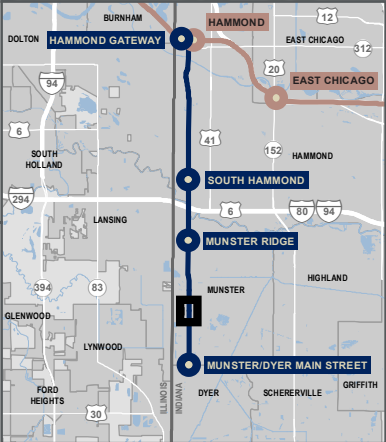 BURNHAM
HAMMOND
12
DOLTON
HAMMOND GATEWAY
EAST CHICAGO
312
20
94
EAST CHICAGO
6
41
SOUTH
HOLLAND
152
HAMMOND
SOUTH HAMMOND
294
6
80
94
LANSING
MUNSTER RIDGE
HIGHLAND
394
83
MUNSTER
GLENWOOD
LYNWOOD
MUNSTER/DYER MAIN STREET
FORD
HEIGHTS
ILLINOIS
INDIANA
DYER
SCHERERVILLE
GRIFFITH
30